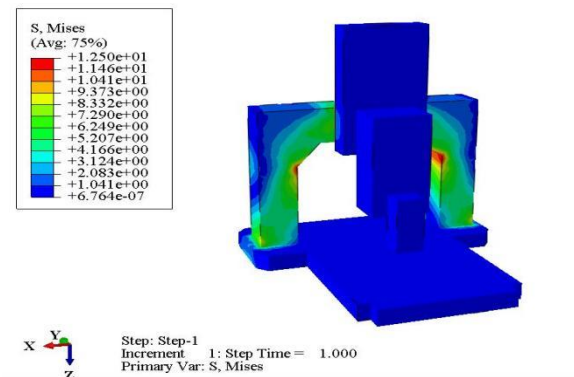 S, Mises
(Avg: 75%)
+1.250e+01
+1.146e+01
+1.041e+01
+9.373e+00
+8.332e+00
+7.290e+00
+6.249e+00
+5.207e+00
+4.166e+00
+3.124e+00
+2.083e+00
+1.041e+00
+6.764e-07
Y
X
Z
Step: Step-1
Increment 1: Step Time = 1.000
Primary Var: S, Mises